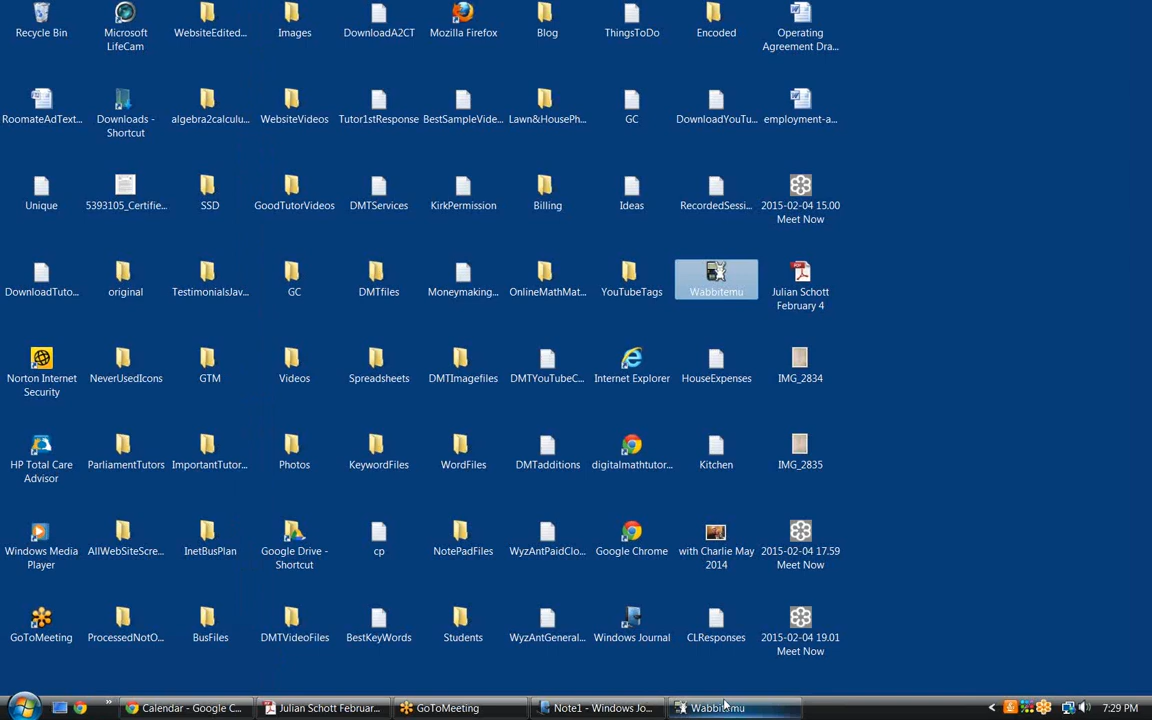 Recycle Bin
Microsoft
LifeCam
WebsiteEdited...
Images
DownloadA2CT
Mozilla Firefox
Blog
ThingsToDo
Encoded
Operating
Agreement Dra...
RoomateAdText...
Downloads -
Shortcut
algebra2calculu...
WebsiteVideos
Tutor1stResponse
BestSampleVide...
Lawn&HousePh...
GC
DownloadYouTu...
employment-a...
Unique
5393105_Certifie...
SSD
GoodTutorVideos
DMTServices
KirkPermission
Billing
Ideas
RecordedSessi...
2015-02-04 15.00
Meet Now
DownloadTuto...
original
TestimonialsJav...
GC
DMTfiles
Moneymaking...
OnlineMathMat...
YouTubeTags
Wabbitemu
Julian Schott
February 4
Norton Internet
Security
NeverUsedIcons
GTM
Videos
Spreadsheets
DMTImagefiles
DMTYouTubeC...
Internet Explorer
HouseExpenses
IMG_2834
HP Total Care
Advisor
ParliamentTutors
ImportantTutor...
Photos
KeywordFiles
WordFiles
DMTadditions
digitalmathtutor...
Kitchen
IMG_2835
Windows Media
Player
AllWebSiteScre...
InetBusPlan
Google Drive -
Shortcut
cp
NotePadFiles
WyzAntPaidClo...
Google Chrome
with Charlie May
2014
2015-02-04 17.59
Meet Now
GoToMeeting
ProcessedNotO...
BusFiles
DMTVideoFiles
BestKeyWords
Students
WyzAntGeneral...
Windows Journal
CLResponses
2015-02-04 19.01
Meet Now
Calendar - Google C...
Julian Schott Februar...
GoToMeeting
Note1 - Windows Jo...
Wabbitemu
7:29 PM